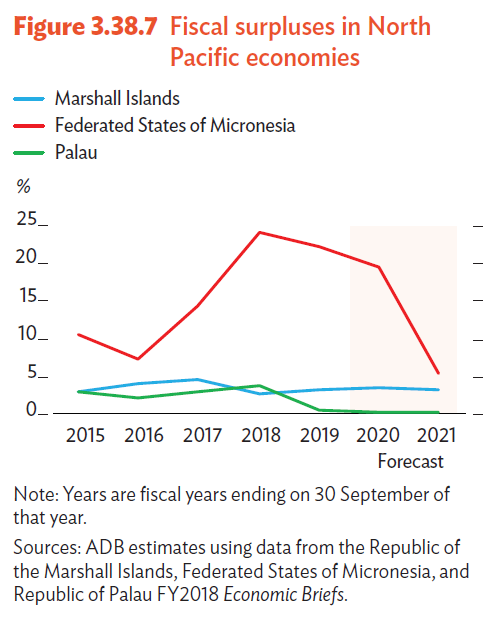 Figure 3.38.7 Fiscal surpluses in North
Pacific economies
Marshall Islands
Federated States of Micronesia
Palau
%
25
20
15
10
5
0
2015 2016 2017 2018 2019 2020 2021
Forecast
Note: Years are fiscal years ending on 30 September of
that year.
Sources: ADB estimates using data from the Republic of
the Marshall Islands, Federated States of Micronesia, and
Republic of Palau FY2018 Economic Briefs.